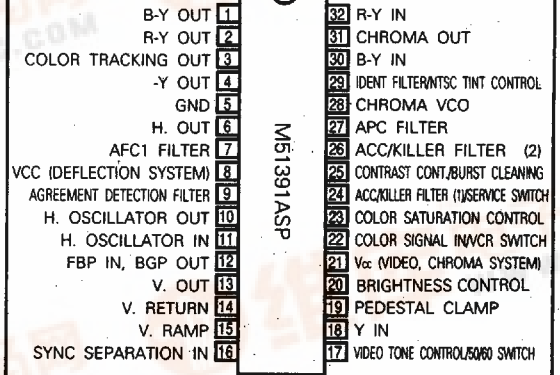 B-Y OUT 1
R-Y OUT 2
COLOR TRACKING OUT 3
-Y OUT 4
GND 5
H. OUT 6
AFC1 FILTER 7
VCC (DEFLECTION SYSTEM) 8
AGREEMENT DETECTION FILTER 9
H. OSCILLATOR OUT 10
H. OSCILLATOR IN 11
FBP IN, BGP OUT 12
V. OUT 13
V. RETURN 14
V. RAMP 15
SYNC SEPARATION IN 16
M51391ASP
32 R-Y IN
31 CHROMA OUT
30 B-Y IN
29 IDENT FILTER/NTSC TINT CONTROL
28 CHROMA VCO
27 APC FILTER
26 ACC/KILLER FILTER (2)
25 CONTRAST CONT./BURST CLEANING
24 ACC/KILLER FILTER (1)/SERVICE SWITCH
23 COLOR SATURATION CONTROL
22 COLOR SIGNAL IN/VCR SWITCH
21 Vcc (VIDEO, CHROMA SYSTEM)
20 BRIGHTNESS CONTROL
19 PEDESTAL CLAMP
18 Y IN
17 VIDEO TONE CONTROL/50/60 SWITCH